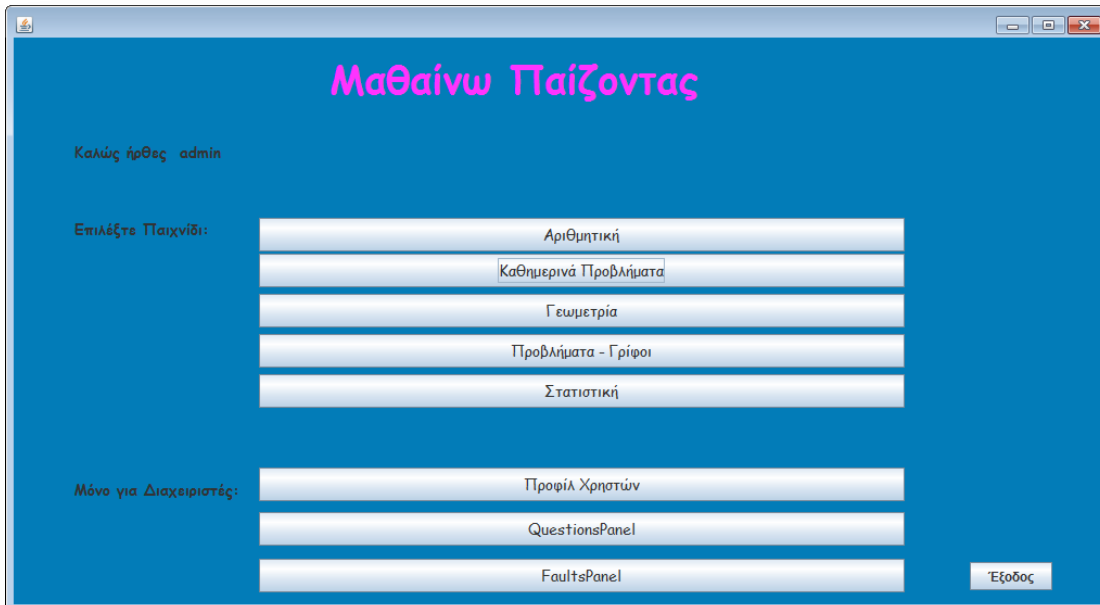 Μαθαίνω Παίζοντας
Καλώς ήρθες admin
Επιλέξτε Παιχνίδι:
Αριθμητική
Καθημερινά Προβλήματα
Γεωμετρία
Προβλήματα - Γρίφοι
Στατιστική
Μόνο για Διαχειριστές:
Προφίλ Χρηστών
QuestionsPanel
FaultsPanel
Έξοδος